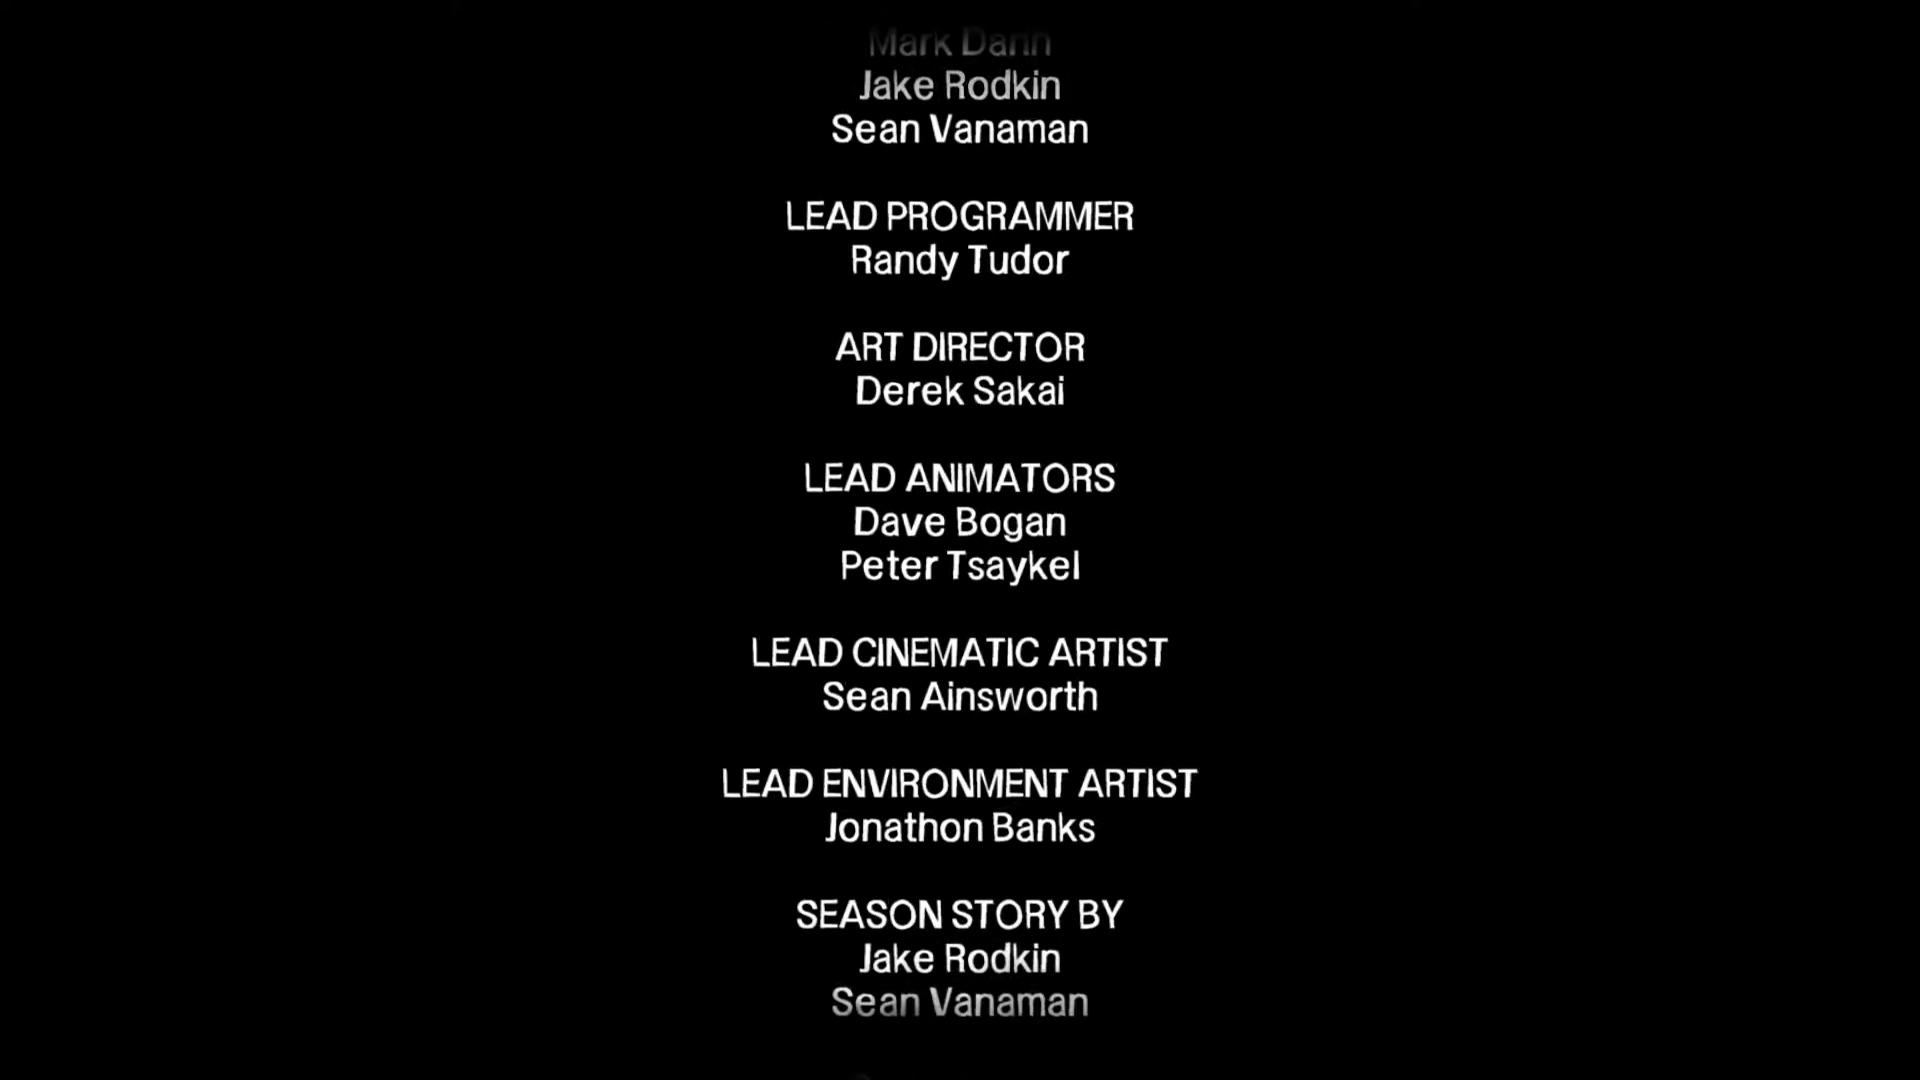 Mark Darin
Jake Rodkin
Sean Vanaman
LEAD PROGRAMMER
Randy Tudor
ART DIRECTOR
Derek Sakai
LEAD ANIMATORS
Dave Bogan
Peter Tsaykel
LEAD CINEMATIC ARTIST
Sean Ainsworth
LEAD ENVIRONMENT ARTIST
Jonathon Banks
SEASON STORY BY
Jake Rodkin
Sean Vanaman